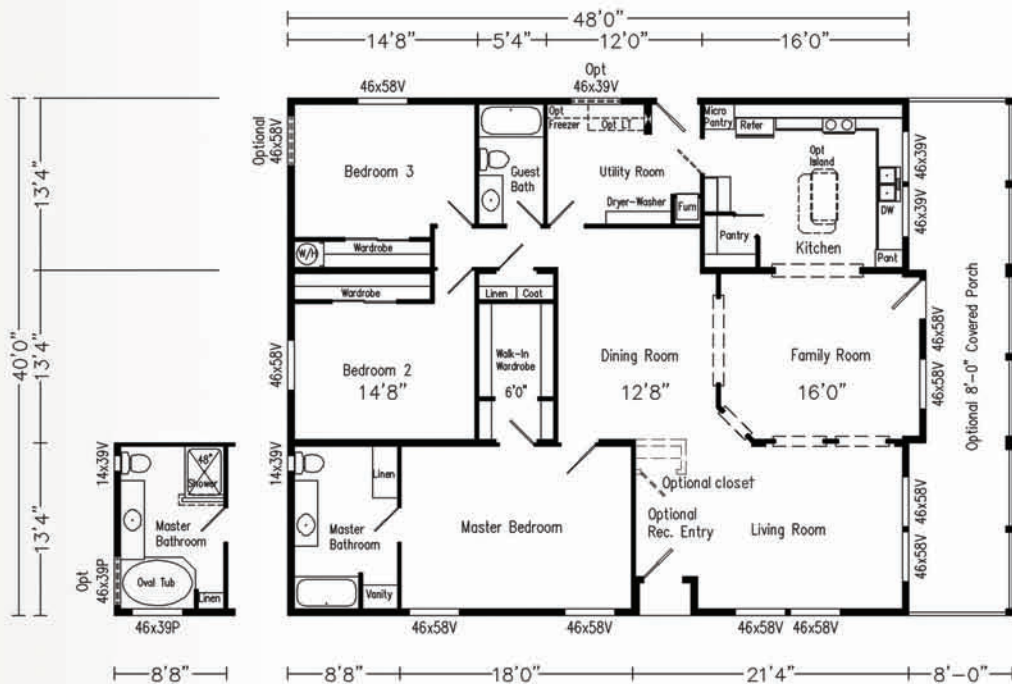 48'0"
14'8"
5'4"
12'0"
16'0"
46x58V
Opt
46x39V
40'0"
13'4"
13'4"
13'4"
Optional
46x58V
Bedroom 3
Guest
Bath
Opt
Freezer
Opt LT
Utility Room
Dryer-Washer
Furn
Micro
Pantry
Refer
Opt
Island
DW
Kitchen
Pantry
Pant
46x39V
46x39V
W/H
Wardrobe
Wardrobe
Linen
Coat
46x58V
Bedroom 2
14'8"
Walk-In
Wardrobe
6'0"
Dining Room
12'8"
Family Room
16'0"
46x58V
46x58V
Optional 8'-0" Covered Porch
14x39V
48"
Shower
Master
Bathroom
Opt
46x39P
Oval Tub
Linen
46x39P
14x39V
Linen
Master
Bathroom
Vanity
Master Bedroom
Optional closet
Optional
Rec. Entry
Living Room
46x58V
46x58V
46x58V
46x58V
46x58V
46x58V
8'8"
8'8"
18'0"
21'4"
8'-0"